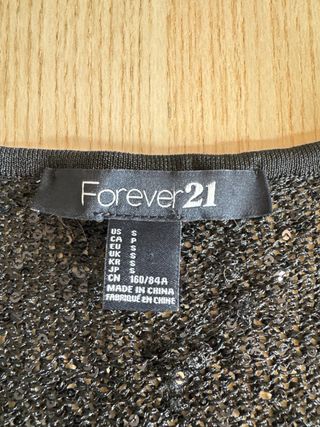 Forever21
US S
CA P
EU S
UK S
KR S
JP S
CN 160/84A
MADE IN CHINA
FABRIQUÉ EN CHINE